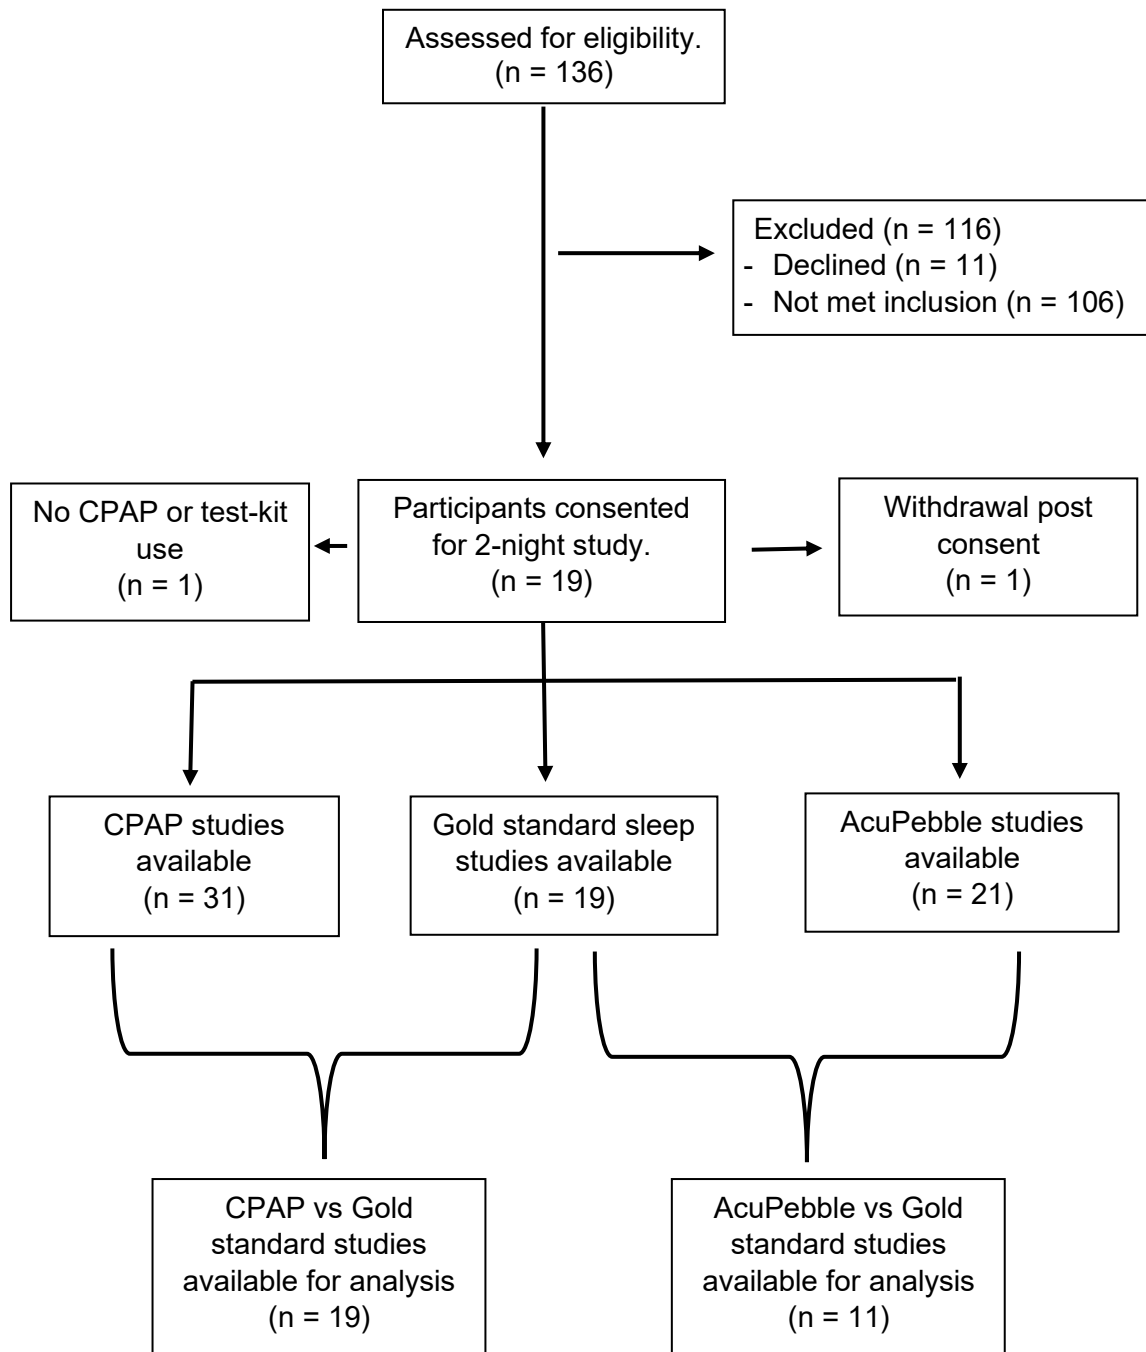 Assessed for eligibility.
(n = 136)
Excluded (n = 116)
- Declined (n = 11)
- Not met inclusion (n = 106)
No CPAP or test-kit
use
(n = 1)
Participants consented
for 2-night study.
(n = 19)
Withdrawal post
consent
(n = 1)
CPAP studies
available
(n = 31)
Gold standard sleep
studies available
(n = 19)
AcuPebble studies
available
(n = 21)
CPAP vs Gold
standard studies
available for analysis
(n = 19)
AcuPebble vs Gold
standard studies
available for analysis
(n = 11)